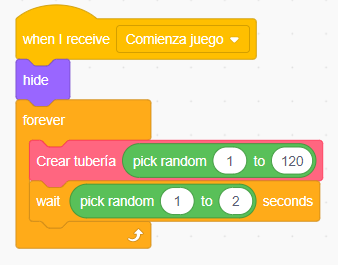 when I receive Comienza juego
hide
forever
Crear tubería pick random 1 to 120
wait pick random 1 to 2 seconds